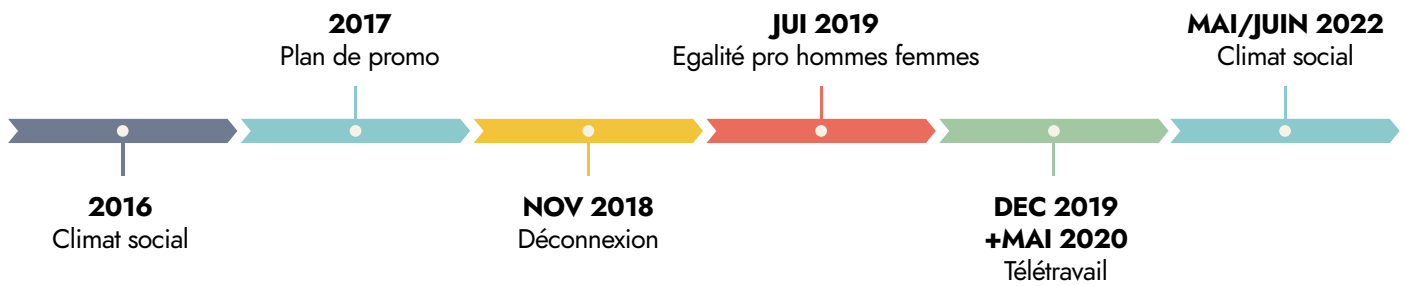 2016
Climat social
2017
Plan de promo
NOV 2018
Déconnexion
JUI 2019
Egalité pro hommes femmes
DEC 2019
+MAI 2020
Télétravail
MAI/JUIN 2022
Climat social